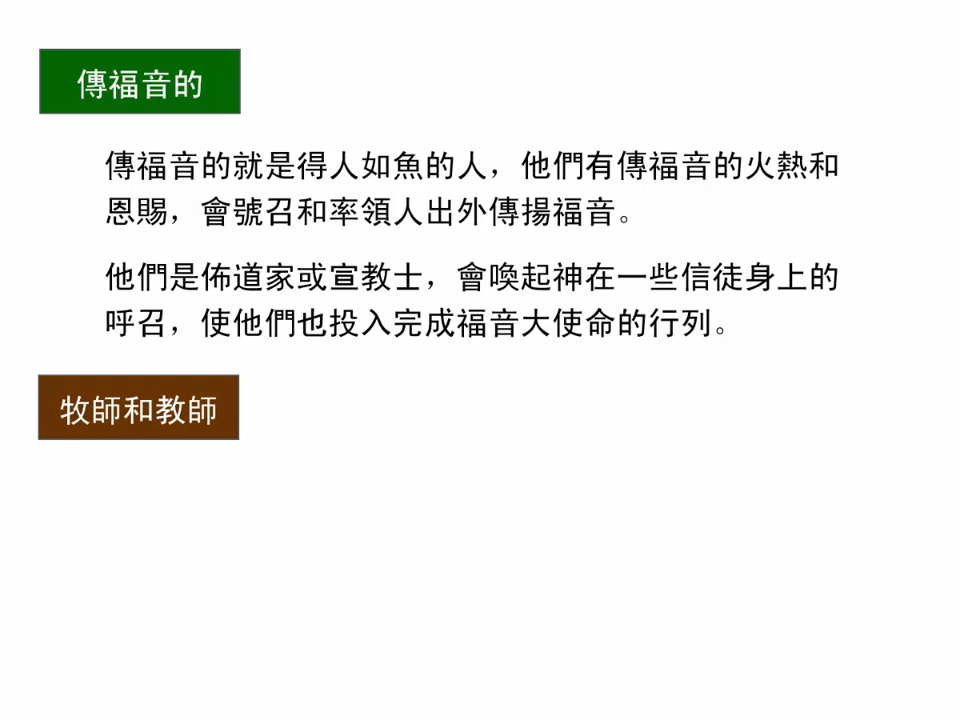 傳福音的
傳福音的就是得人如魚的人，他們有傳福音的火熱和
恩賜，會號召和率領人出外傳揚福音。
他們是佈道家或宣教士，會喚起神在一些信徒身上的
呼召，使他們也投入完成福音大使命的行列。
牧師和教師